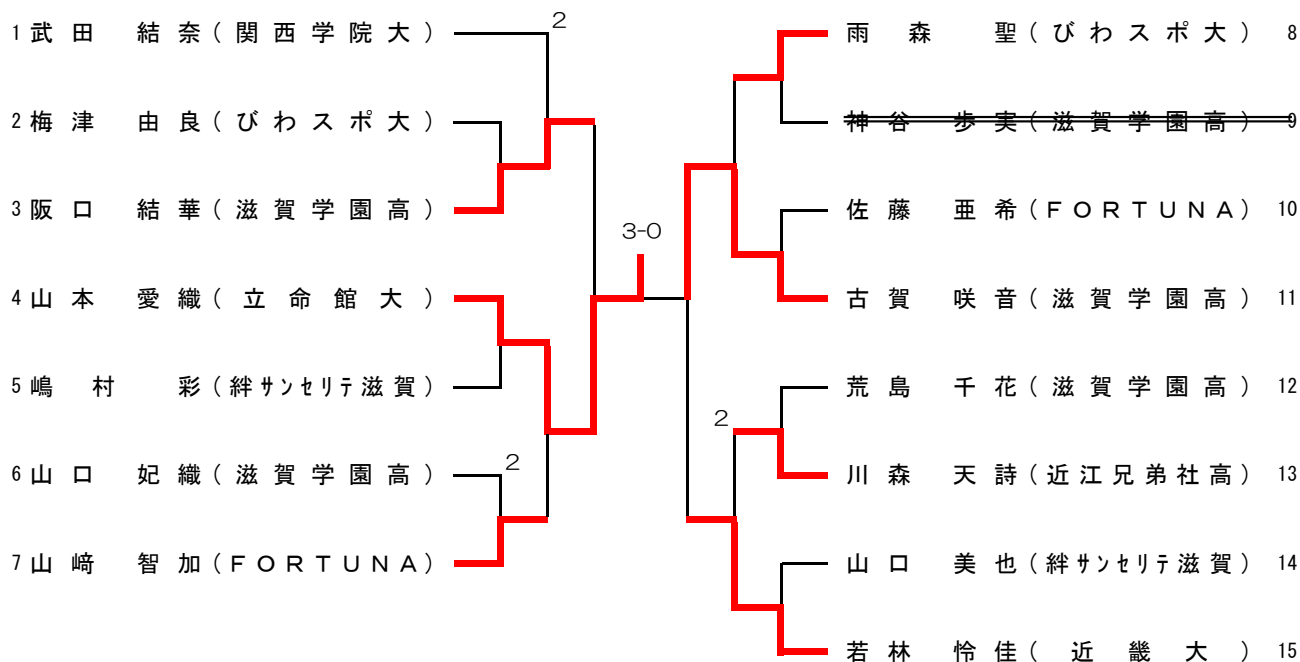 1 武田 結奈(関西学院大)
2
2 梅津 由良(びわスポ大)
3 阪口 結華(滋賀学園高)
4 山本 愛織(立命館大)
5 嶋村 彩(絆サンセリテ滋賀)
6 山口 妃織(滋賀学園高)
2
7 山﨑 智加(FORTUNA)
3-0
雨森 聖(びわスポ大) 8
神谷 歩実(滋賀学園高) 9
佐藤 亜希(FORTUNA) 10
古賀 咲音(滋賀学園高) 11
荒島 千花(滋賀学園高) 12
2
川森 天詩(近江兄弟社高) 13
山口 美也(絆サンセリテ滋賀) 14
若林 怜佳(近畿大) 15